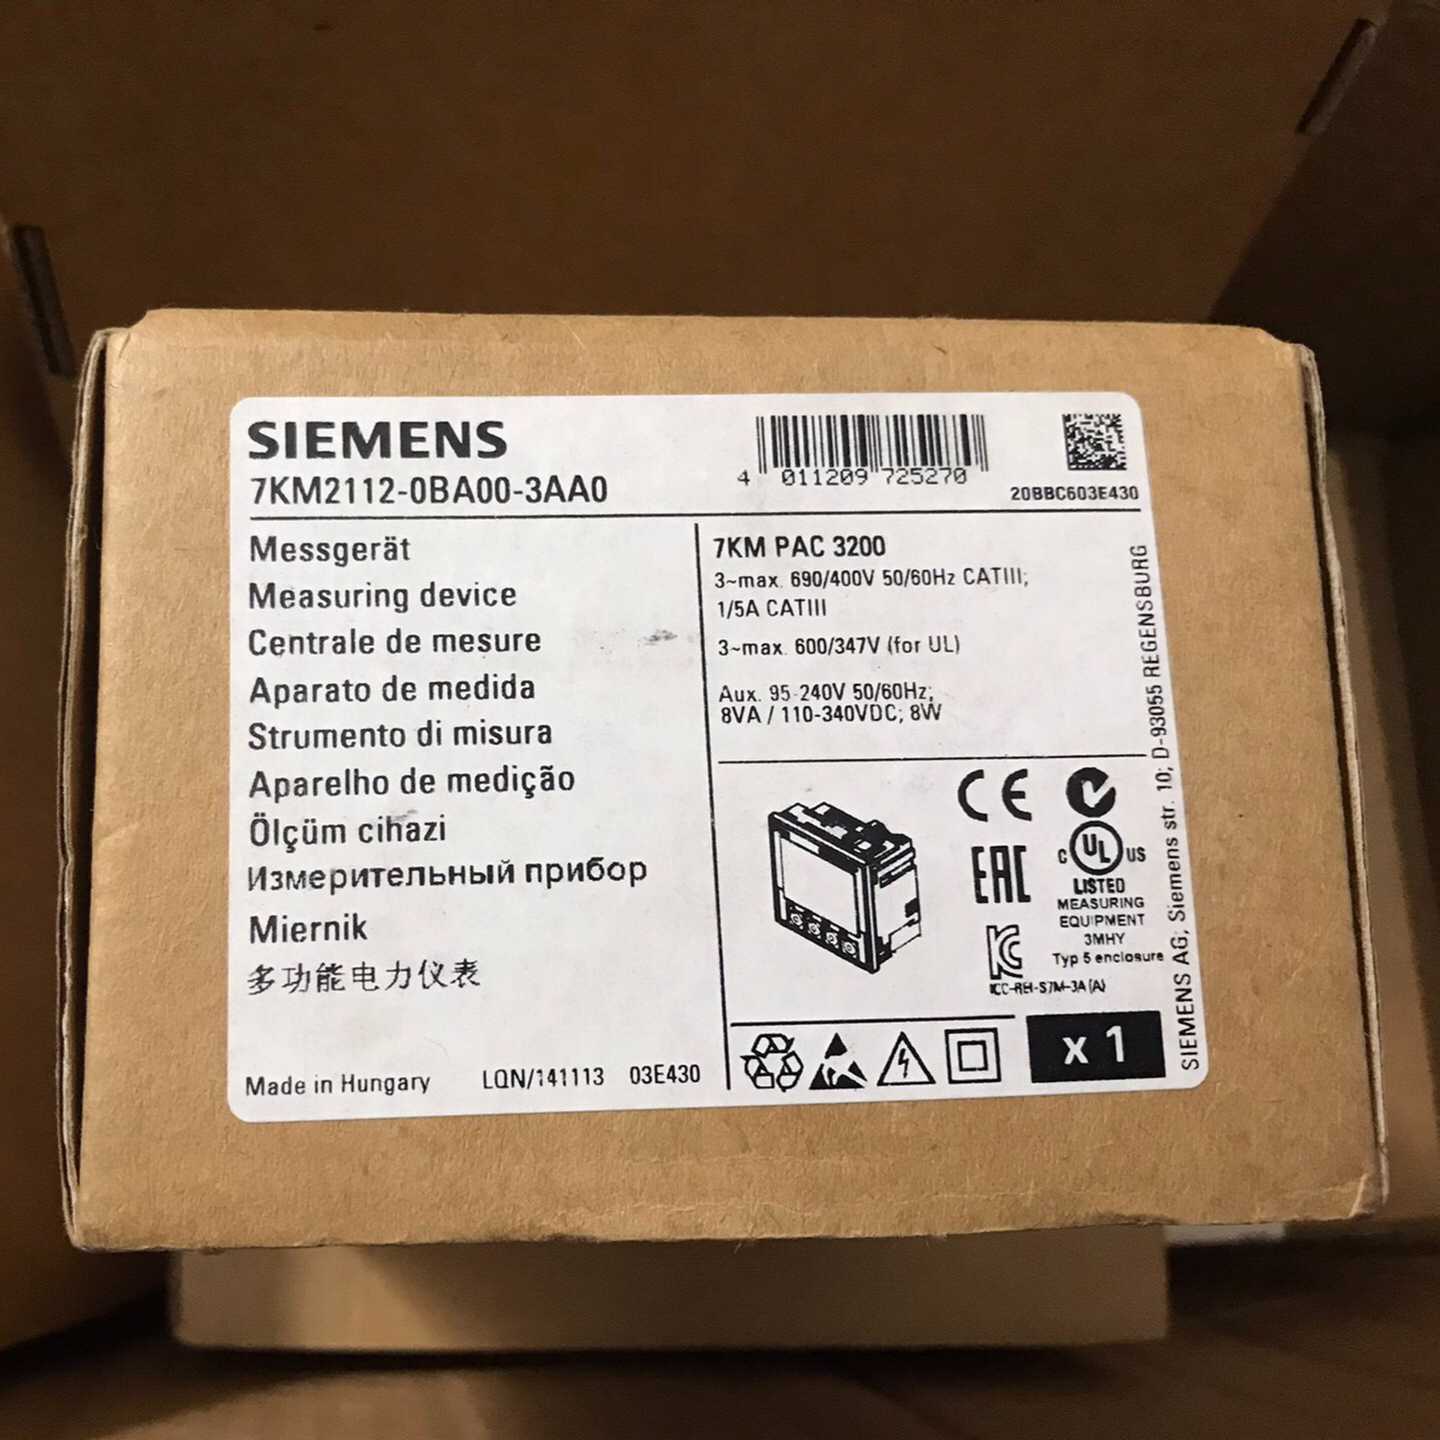 SIEMENS
7KM2112-0BA00-3AA0
4 011209 725270
20BBC603E430
Messgerät
Measuring device
Centrale de mesure
Aparato de medida
Strumento di misura
Aparelho de medição
Ölçüm cihazi
Измерительный прибор
Miernik
多功能电力仪表
Made in Hungary LQN/141113 03E430
7KM PAC 3200
3~max. 690/400V 50/60Hz CATIII;
1/5A CATIII
3~max. 600/347V (for UL)
Aux. 95-240V 50/60Hz;
8VA / 110-340VDC; 8W
CE
EAC
C UL US
LISTED
MEASURING
EQUIPMENT
3MHY
Typ 5 enclosure
KC
KCC-REI-S7M-3A (A)
x 1
SIEMENS AG; Siemens str. 10; D-93055 REGENSBURG